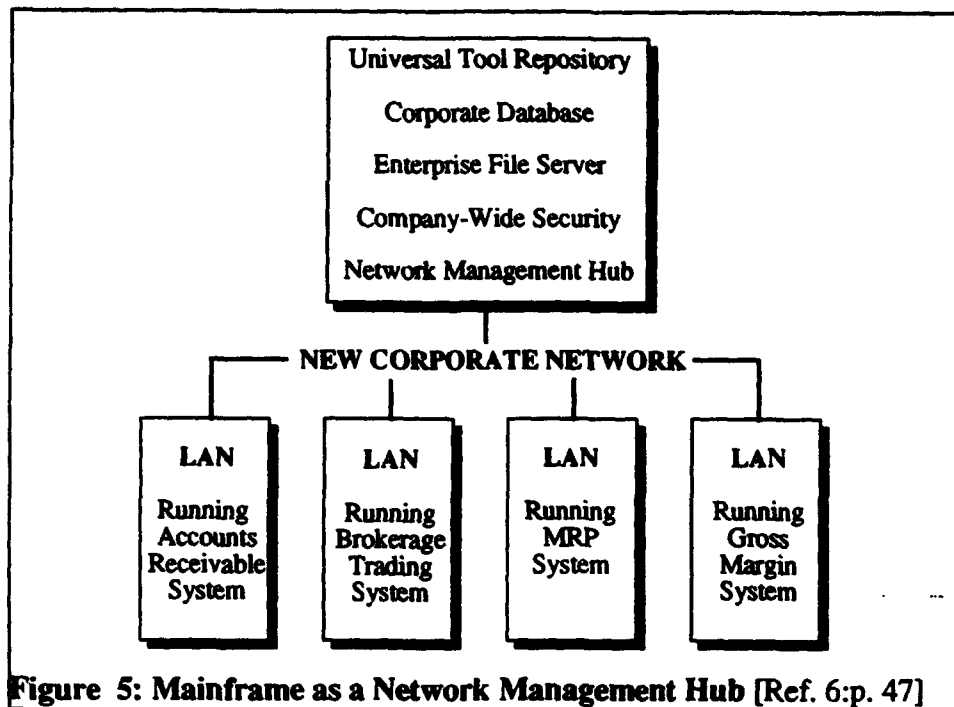 Universal Tool Repository
Corporate Database
Enterprise File Server
Company-Wide Security
Network Management Hub
NEW CORPORATE NETWORK
LAN
Running
Accounts
Receivable
System
LAN
Running
Brokerage
Trading
System
LAN
Running
MRP
System
LAN
Running
Gross
Margin
System
Figure 5: Mainframe as a Network Management Hub [Ref. 6:p. 47]